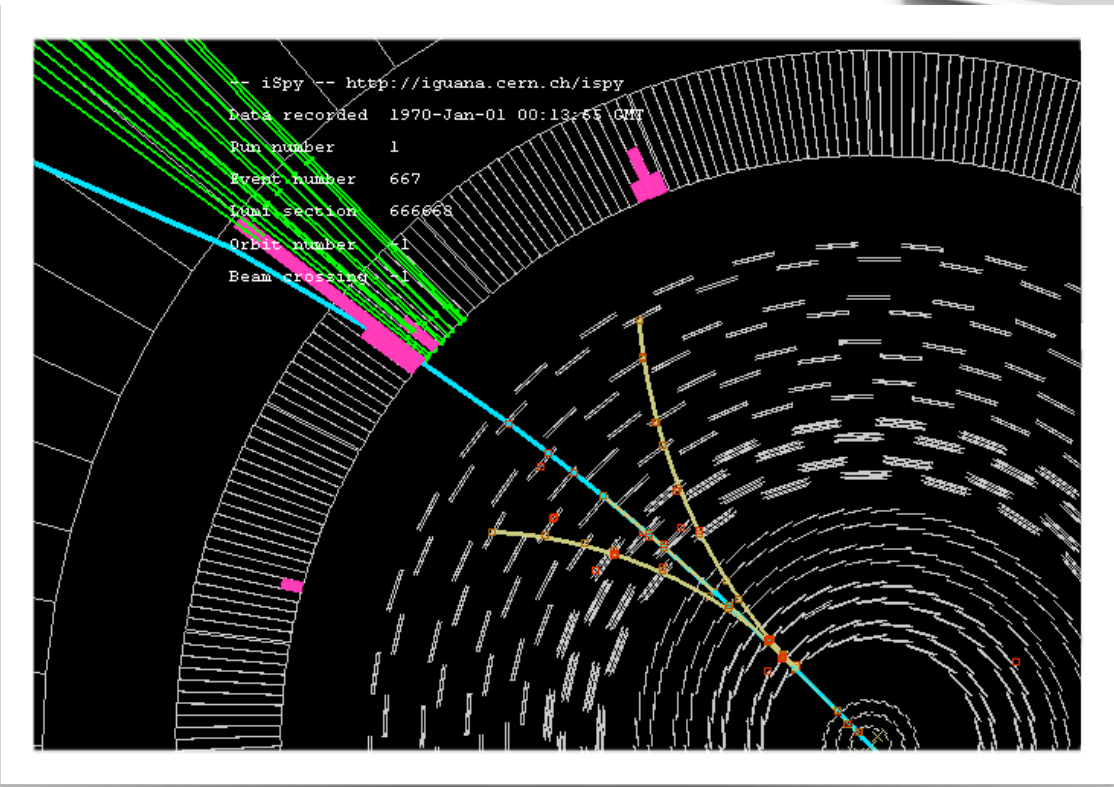 -- iSpy -- http://iguana.cern.ch/ispy
Data recorded 1970-Jan-01 00:13:55 GMT
Run number 1
Event number 667
Lumi section 666668
Orbit number -1
Beam crossing -1